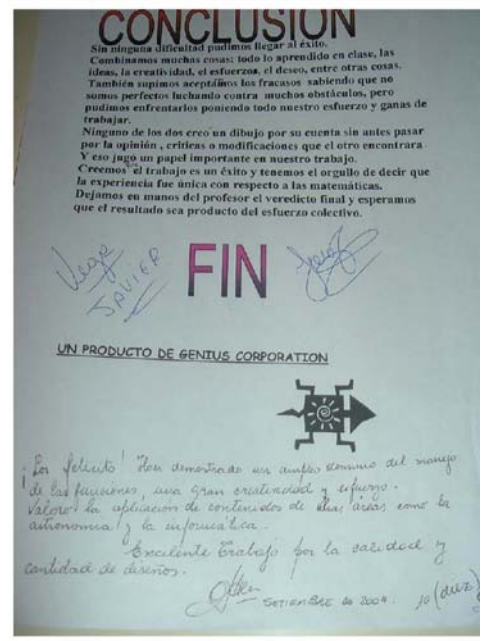 CONCLUSIÓN
Sin ninguna dificultad pudimos llegar al éxito.
Combinamos muchas cosas: todo lo aprendido en clase, las
ideas, la creatividad, el esfuerzos, el deseo, entre otras cosas.
También supimos aceptamos los fracasos sabiendo que no
somos perfectos luchando contra muchos obstáculos, pero
pudimos enfrentarlos poniendo todo nuestro esfuerzo y ganas de
trabajar.
Ninguno de los dos creo un dibujo por su cuenta sin antes pasar
por la opinión , criticas o modificaciones que el otro encontrara
Y eso jugó un papel importante en nuestro trabajo.
Creemos que el trabajo es un éxito y tenemos el orgullo de decir que
la experiencia fue única con respecto a las matemáticas.
Dejamos en manos del profesor el veredicto final y esperamos
que el resultado sea producto del esfuerzo colectivo.
Vega
JAVIER
FIN
UN PRODUCTO DE GENIUS CORPORATION
¡Los felicito! Han demostrado un amplio dominio del manejo
de las funciones, una gran creatividad y esfuerzo.
Valoro la aplicación de contenidos de otras áreas como la
astronomía y la informática.
Excelente trabajo por la calidad y
cantidad de diseños.
SETIEMBRE de 2004. 10 (diez)